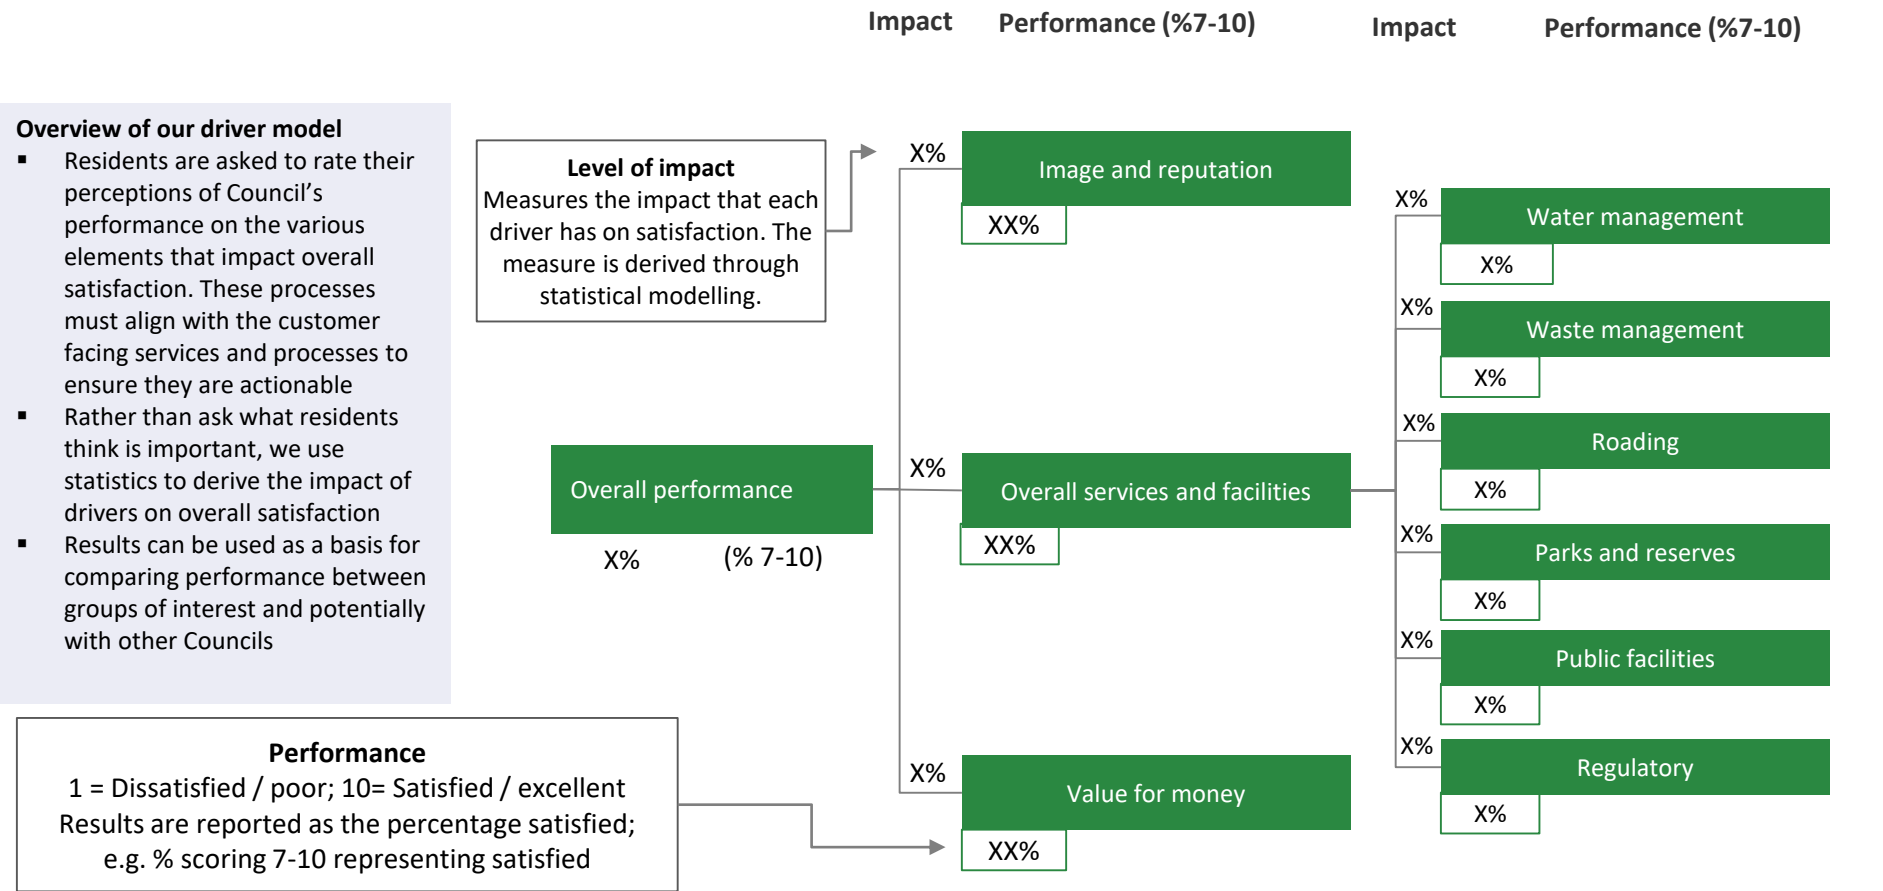 Impact
Performance (%7-10)
Impact
Performance (%7-10)
Overview of our driver model
▪ Residents are asked to rate their
perceptions of Council’s
performance on the various
elements that impact overall
satisfaction. These processes
must align with the customer
facing services and processes to
ensure they are actionable
▪ Rather than ask what residents
think is important, we use
statistics to derive the impact of
drivers on overall satisfaction
▪ Results can be used as a basis for
comparing performance between
groups of interest and potentially
with other Councils
Level of impact
Measures the impact that each
driver has on satisfaction. The
measure is derived through
statistical modelling.
Performance
1 = Dissatisfied / poor; 10= Satisfied / excellent
Results are reported as the percentage satisfied;
e.g. % scoring 7-10 representing satisfied
Overall performance
X%
(% 7-10)
X%
Image and reputation
XX%
X%
Overall services and facilities
XX%
X%
Value for money
XX%
X%
Water management
X%
X%
Waste management
X%
X%
Roading
X%
X%
Parks and reserves
X%
X%
Public facilities
X%
X%
Regulatory
X%